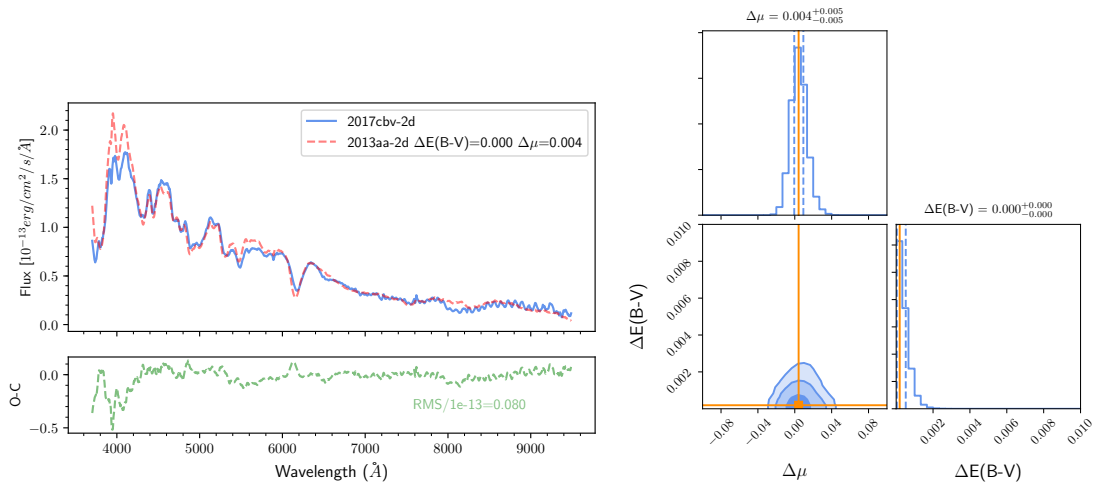 2017cbv-2d
2013aa-2d ΔE(B-V)=0.000 Δμ=0.004
Flux [10^{-13} erg/cm^2/s/Å]
2.0
1.5
1.0
0.5
0.0
O-C
0.0
−0.5
RMS/1e-13=0.080
4000 5000 6000 7000 8000 9000
Wavelength (Å)
Δμ = 0.004^{+0.005}_{−0.005}
ΔE(B-V) = 0.000^{+0.000}_{−0.000}
ΔE(B-V)
0.010
0.008
0.006
0.004
0.002
−0.08 −0.04 0.00 0.04 0.08
Δμ
0.002 0.004 0.006 0.008 0.010
ΔE(B-V)